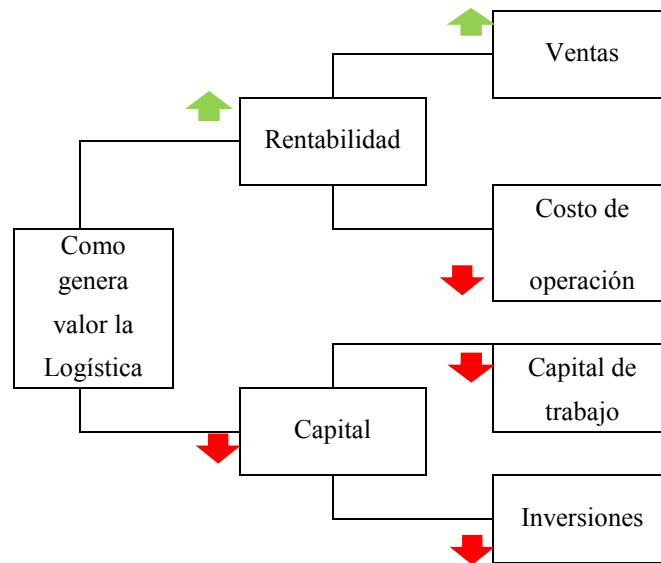 Ventas
Rentabilidad
Costo de
operación
Como
genera
valor la
Logística
Capital de
trabajo
Capital
Inversiones